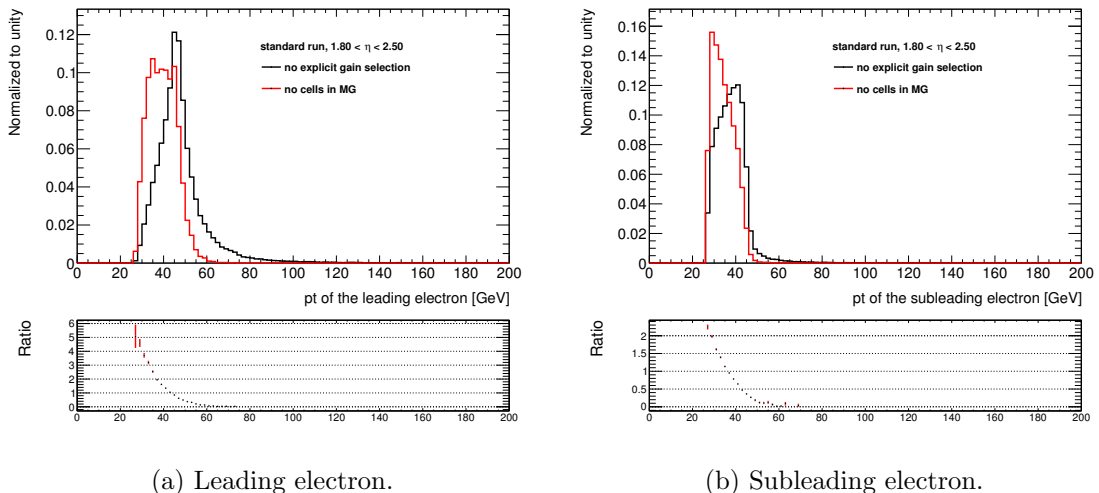 Normalized to unity
0.12
0.1
0.08
0.06
0.04
0.02
0
standard run, 1.80 < η < 2.50
no explicit gain selection
no cells in MG
0 20 40 60 80 100 120 140 160 180 200
pt of the leading electron [GeV]
Ratio
6
5
4
3
2
1
0
0 20 40 60 80 100 120 140 160 180 200
(a) Leading electron.
Normalized to unity
0.16
0.14
0.12
0.1
0.08
0.06
0.04
0.02
0
standard run, 1.80 < η < 2.50
no explicit gain selection
no cells in MG
0 20 40 60 80 100 120 140 160 180 200
pt of the subleading electron [GeV]
Ratio
2
1.5
1
0.5
0
0 20 40 60 80 100 120 140 160 180 200
(b) Subleading electron.